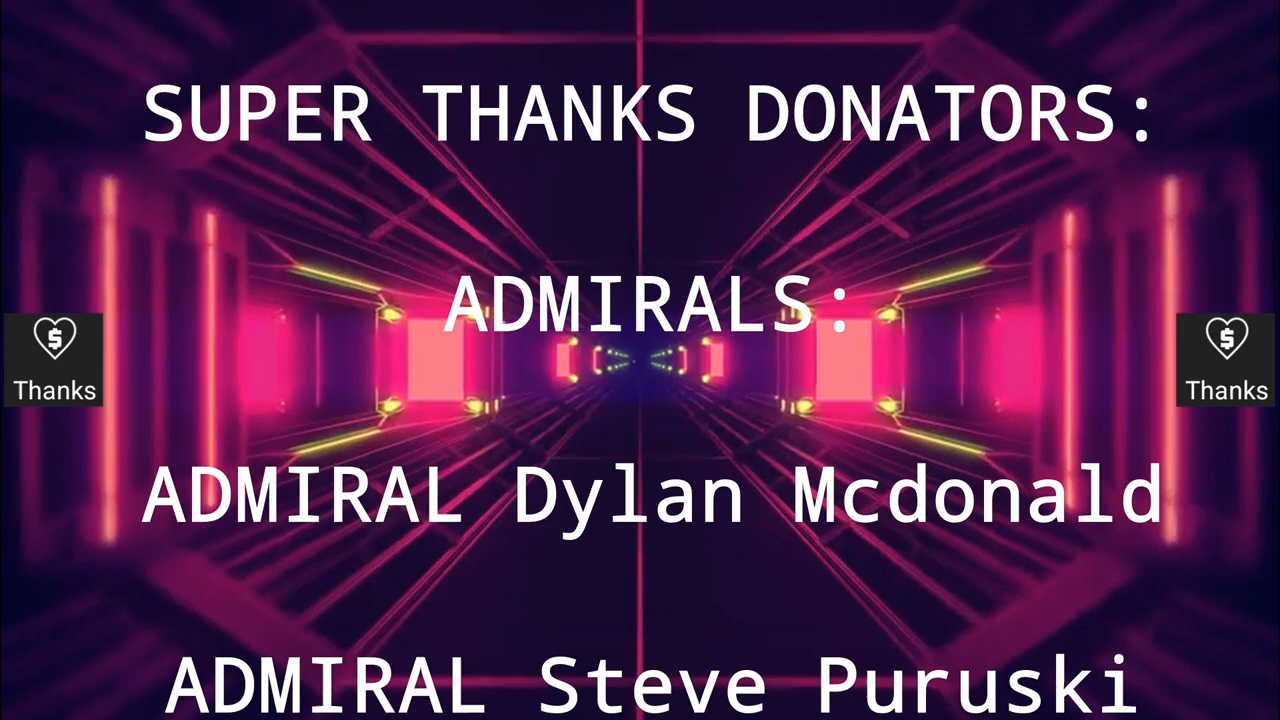 SUPER THANKS DONATORS:
ADMIRALS:
$
Thanks
$
Thanks
ADMIRAL Dylan Mcdonald
ADMIRAL Steve Puruski